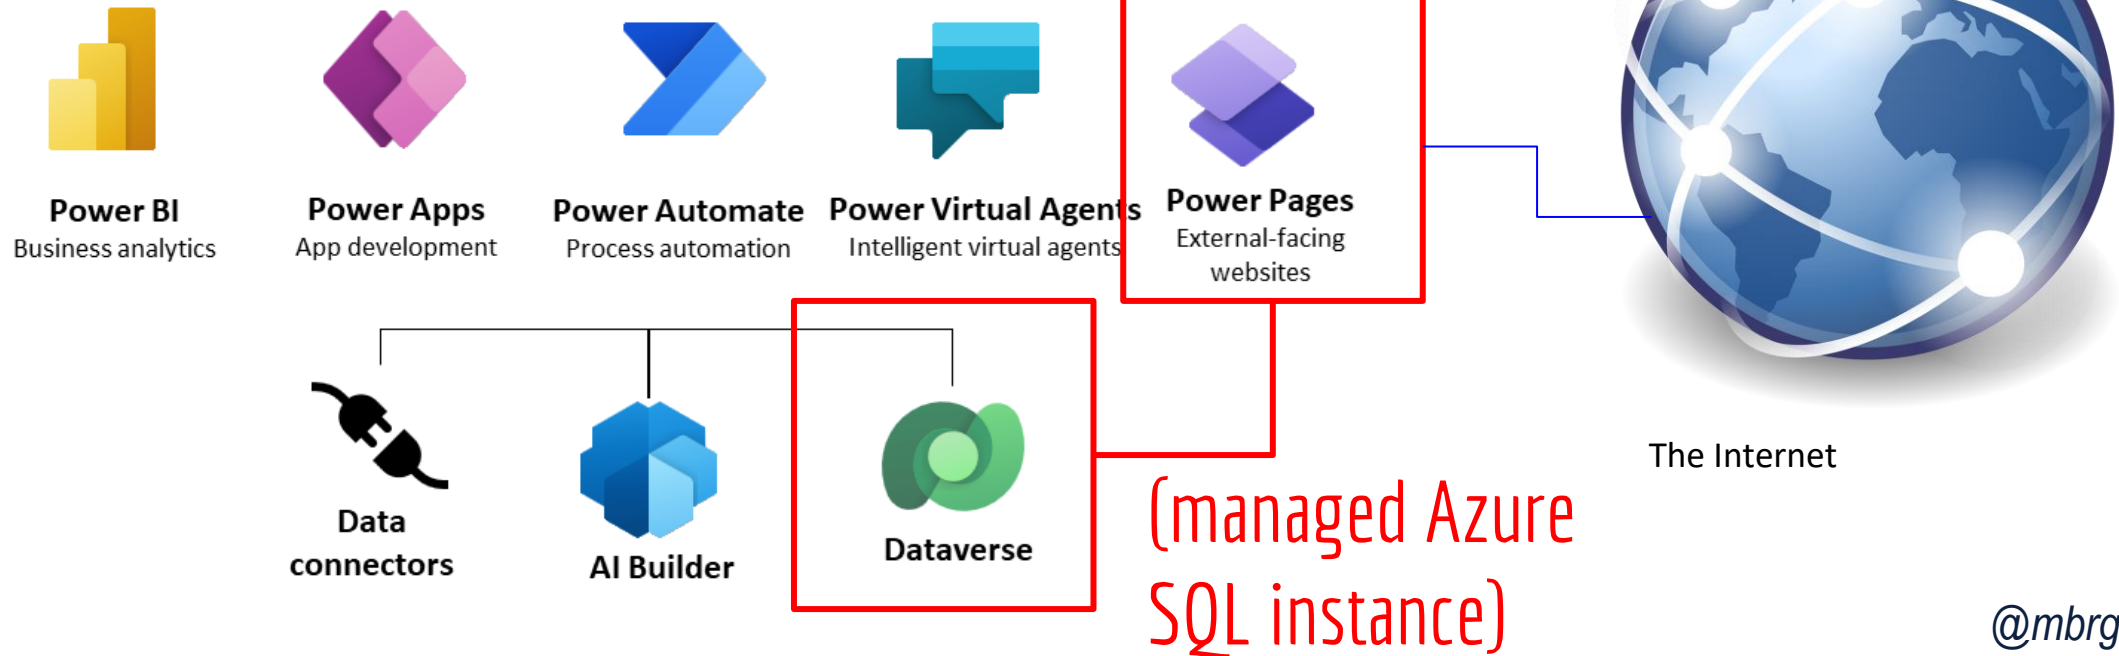 Power BI
Business analytics
Power Apps
App development
Power Automate
Process automation
Power Virtual Agents
Intelligent virtual agents
Power Pages
External-facing
websites
Data
connectors
AI Builder
Dataverse
(managed Azure
SQL instance)
The Internet
@mbrg